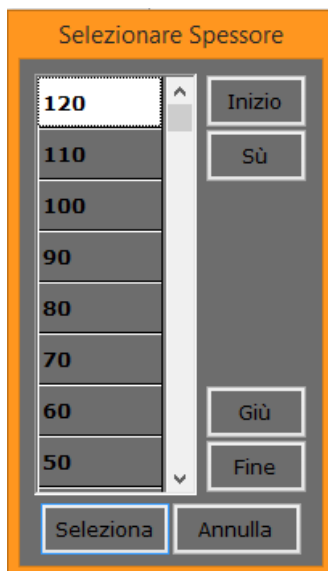 Selezionare Spessore
120
Inizio
110
Sù
100
90
80
70
60
Giù
50
Fine
Seleziona
Annulla